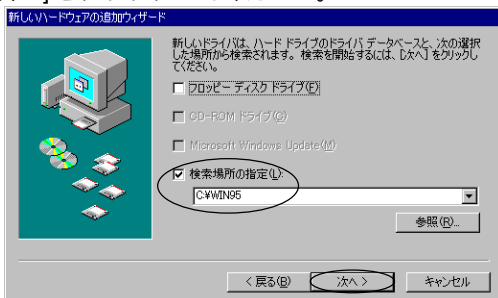 新しいハードウェアの追加ウィザード
新しいドライバは、ハード ドライブのドライバ データベースと、次の選択
した場所から検索されます。検索を開始するには、[次へ] をクリックし
てください。
フロッピー ディスク ドライブ(F)
CD-ROM ドライブ(C)
Microsoft Windows Update(M)
検索場所の指定(L):
C:¥WIN95
参照(R)...
< 戻る(B)
次へ >
キャンセル